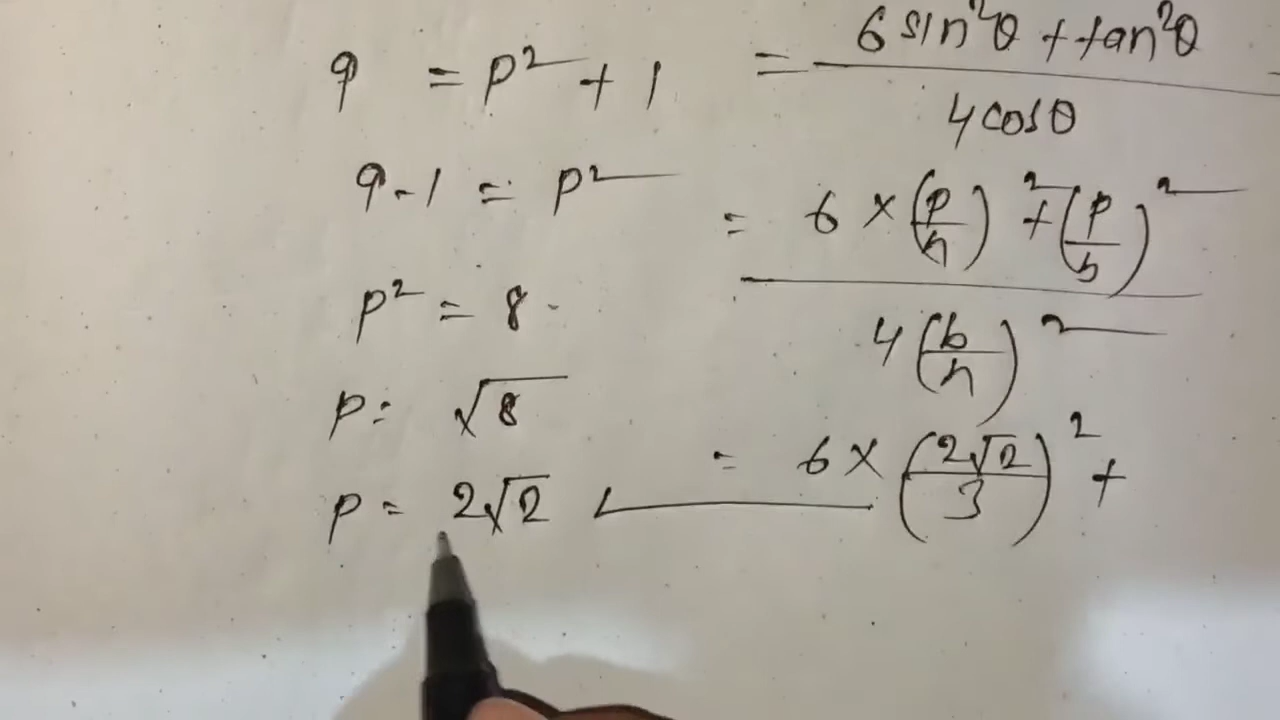 9 = p² + 1
9 - 1 = p²
p² = 8
p = √8
p = 2√2
= 6 sin²θ + tan²θ
4 cosθ
= 6 × (p/h)² + (p/b)²
4 (b/h)²
= 6 × (2√2/3)² +